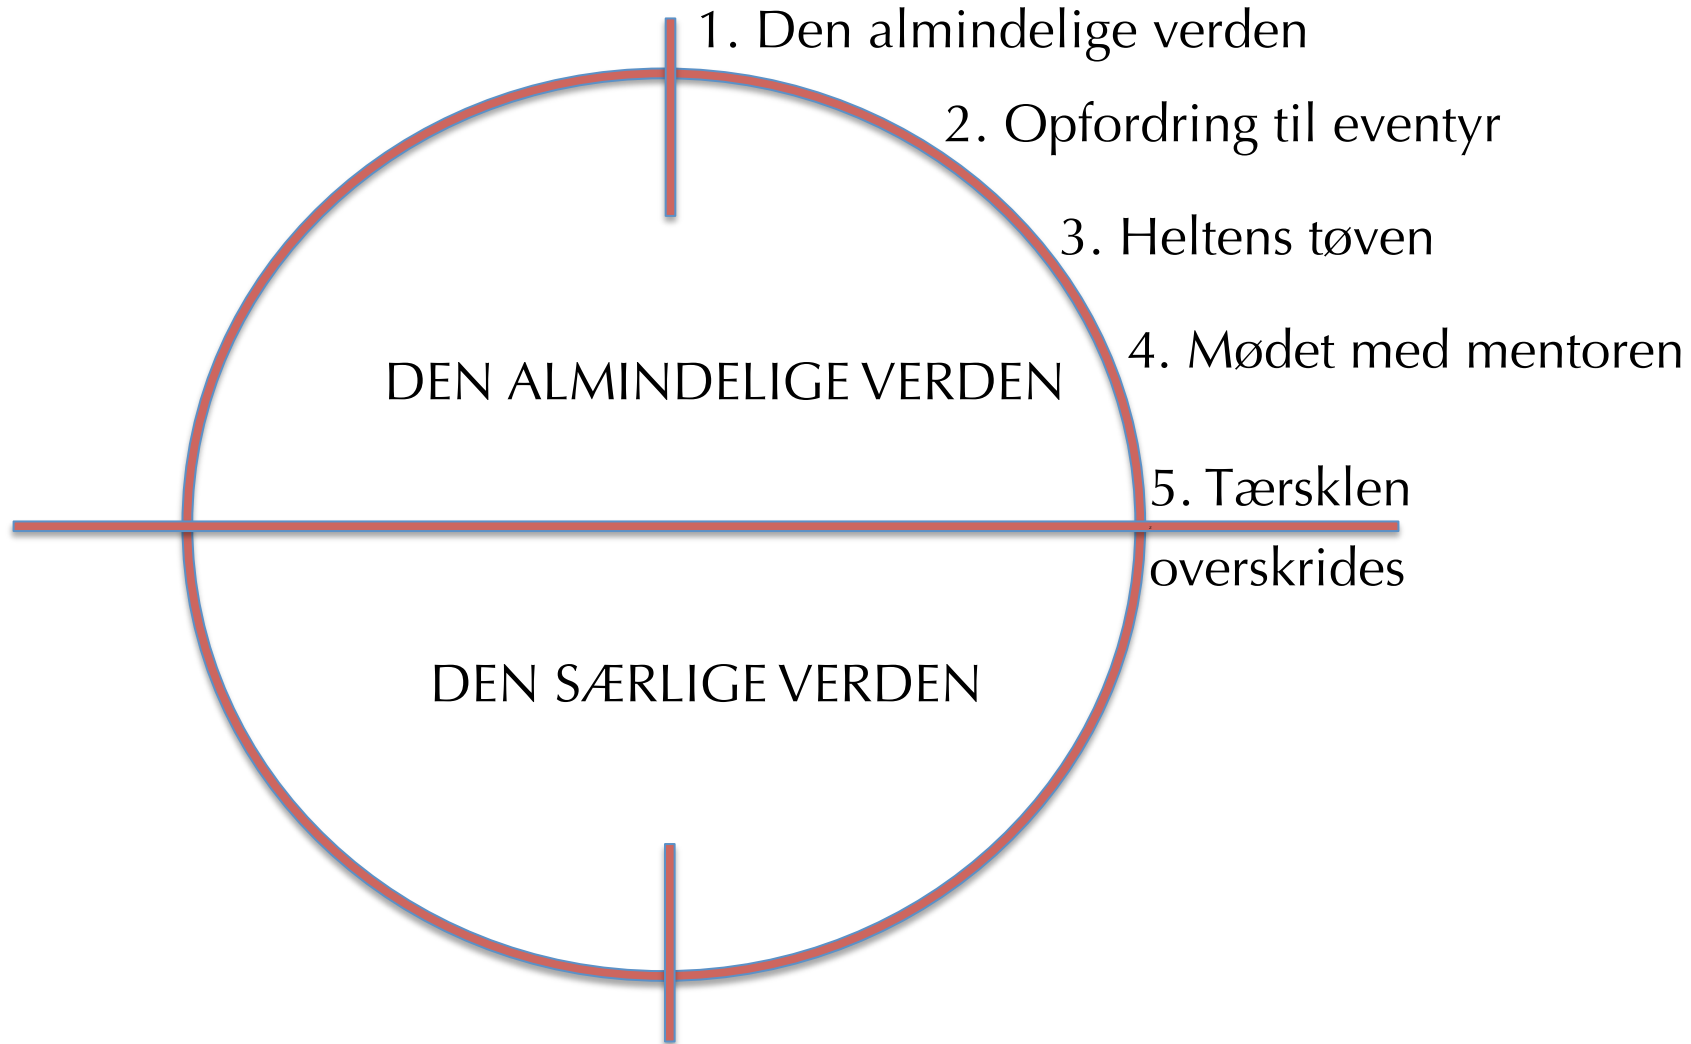 1. Den almindelige verden
2. Opfordring til eventyr
3. Heltens tøven
4. Mødet med mentoren
DEN ALMINDELIGE VERDEN
5. Tærsklen
overskrides
DEN SÆRLIGE VERDEN